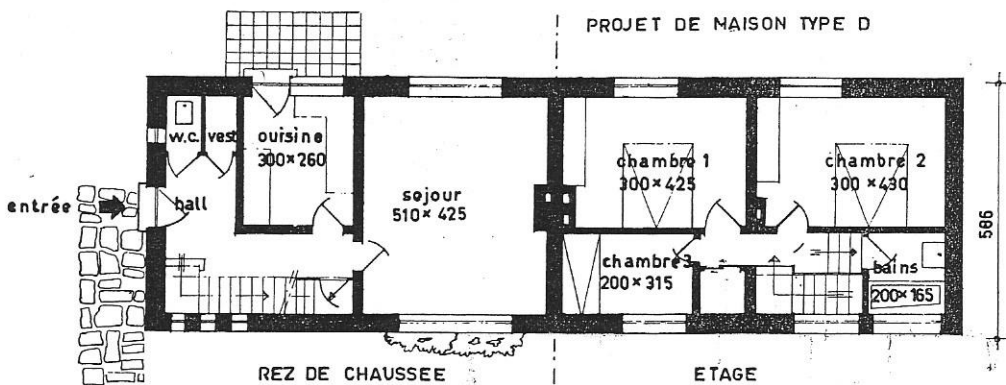 PROJET DE MAISON TYPE D
w.c.
vest
ouisine
300×260
chambre 1
300×425
chambre 2
300×430
entrée
hall
sejour
510×425
586
chambre3
200×315
bains
200×165
REZ DE CHAUSSEE
ETAGE